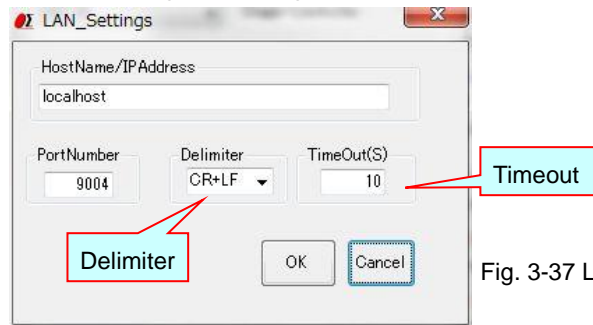 LAN_Settings
HostName/IPAddress
localhost
PortNumber
Delimiter
TimeOut(S)
9004
CR+LF
10
Timeout
Delimiter
OK
Cancel
Fig. 3-37 L